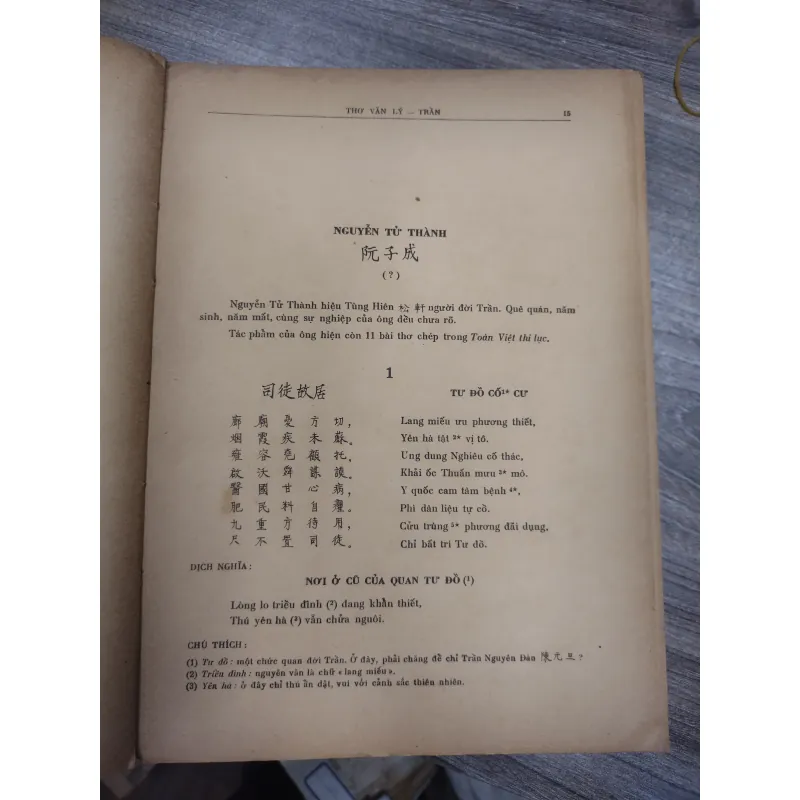 THƠ VĂN LÝ — TRẦN 15
NGUYỄN TỬ THÀNH
阮子成
(?)
Nguyễn Tử Thành hiệu Tùng Hiên 松軒 người đời Trần. Quê quán, năm
sinh, năm mất, cùng sự nghiệp của ông đều chưa rõ.
Tác phẩm của ông hiện còn 11 bài thơ chép trong Toàn Việt thi lục.
1
司徒故居
廊廟憂方切,
烟霞疾未蘇。
雍容堯顧托,
啟沃舜謀謨。
醫國甘心病,
肥民料自癯。
九重方待用,
只不置司徒。
TƯ ĐỒ CỐ¹* CƯ
Lang miếu ưu phương thiết,
Yên hà tật ²* vị tô.
Ung dung Nghiêu cố thác,
Khải ốc Thuấn mưu ³* mô.
Y quốc cam tâm bệnh ⁴*,
Phì dân liệu tự cồ.
Cửu trùng ⁵* phương đãi dụng,
Chỉ bất trí Tư đồ.
DỊCH NGHĨA:
NƠI Ở CŨ CỦA QUAN TƯ ĐỒ (¹)
Lòng lo triều đình (²) đang khẩn thiết,
Thú yên hà (³) vẫn chửa nguôi.
CHÚ THÍCH:
(1) Tư đồ: một chức quan đời Trần. Ở đây, phải chăng để chỉ Trần Nguyên Đán 陳元旦?
(2) Triều đình: nguyên văn là chữ «lang miếu».
(3) Yên hà: ở đây chỉ thú ẩn dật, vui với cảnh sắc thiên nhiên.